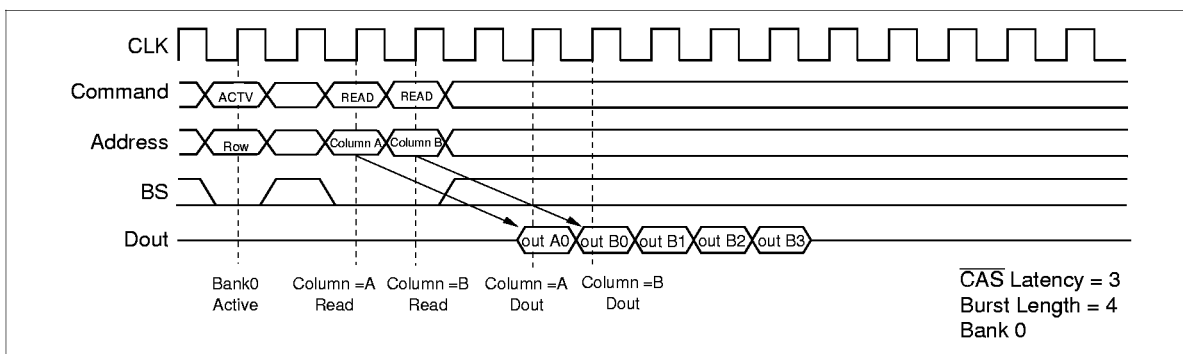 CLK
Command ACTV READ READ
Address Row Column A Column B
BS
Dout out A0 out B0 out B1 out B2 out B3
Bank0 Active
Column =A Read
Column =B Read
Column =A Dout
Column =B Dout
CAS Latency = 3
Burst Length = 4
Bank 0